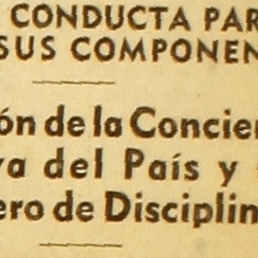 CONDUCTA PAR
SUS COMPONEN
ón de la Concien
va del País y
ero de Disciplin